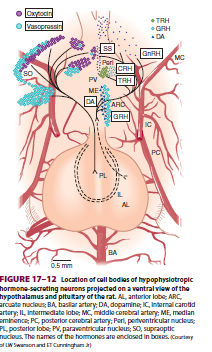 Oxytocin
Vasopressin
TRH
GRH
DA
SS
GnRH
MC
Peri
CRH
SO
PV
TRH
ME
DA
ARC
GRH
IC
PC
PL
IL
AL
BA
0.5 mm
FIGURE 17–12 Location of cell bodies of hypophysiotropic
hormone-secreting neurons projected on a ventral view of the
hypothalamus and pituitary of the rat. AL, anterior lobe; ARC,
arcuate nucleus; BA, basilar artery; DA, dopamine; IC, internal carotid
artery; IL, intermediate lobe; MC, middle cerebral artery; ME, median
eminence; PC, posterior cerebral artery; Peri, periventricular nucleus;
PL, posterior lobe; PV, paraventricular nucleus; SO, supraoptic
nucleus. The names of the hormones are enclosed in boxes. (Courtesy
of LW Swanson and ET Cunningham Jr)